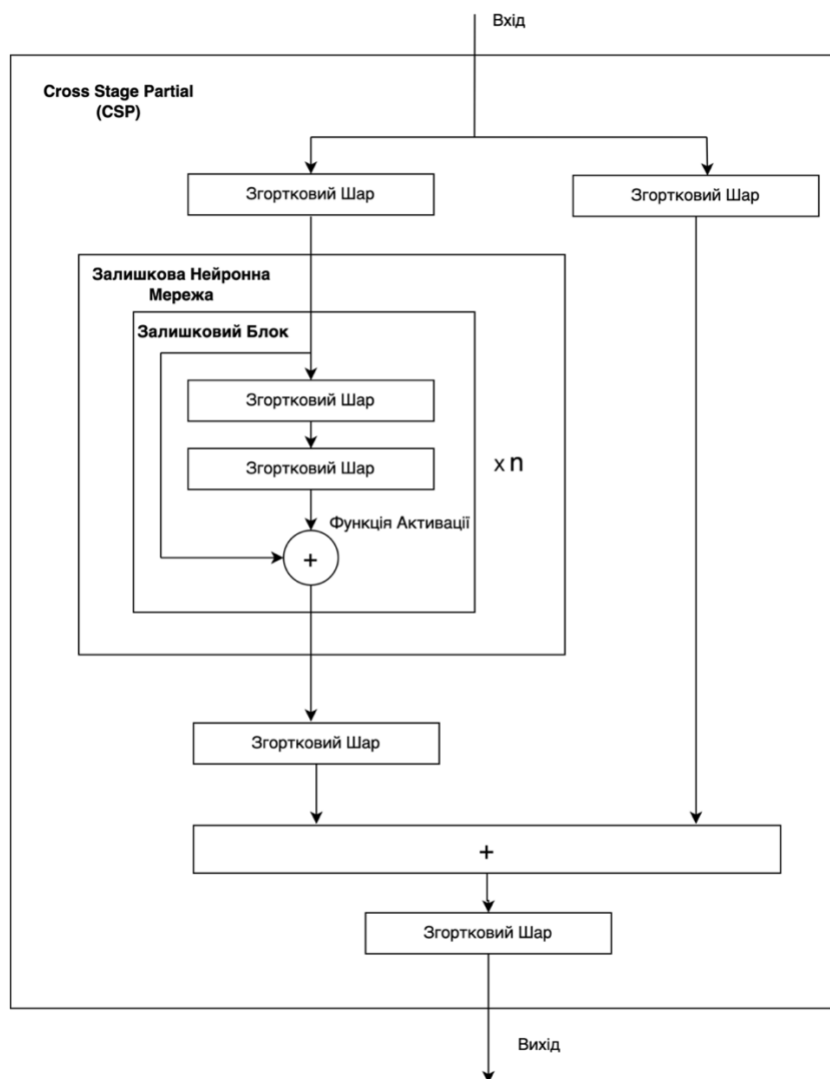 Вхід
Cross Stage Partial
(CSP)
Згортковий Шар
Згортковий Шар
Залишкова Нейронна
Мережа
Залишковий Блок
Згортковий Шар
Згортковий Шар
x n
Функція Активації
+
Згортковий Шар
+
Згортковий Шар
Вихід